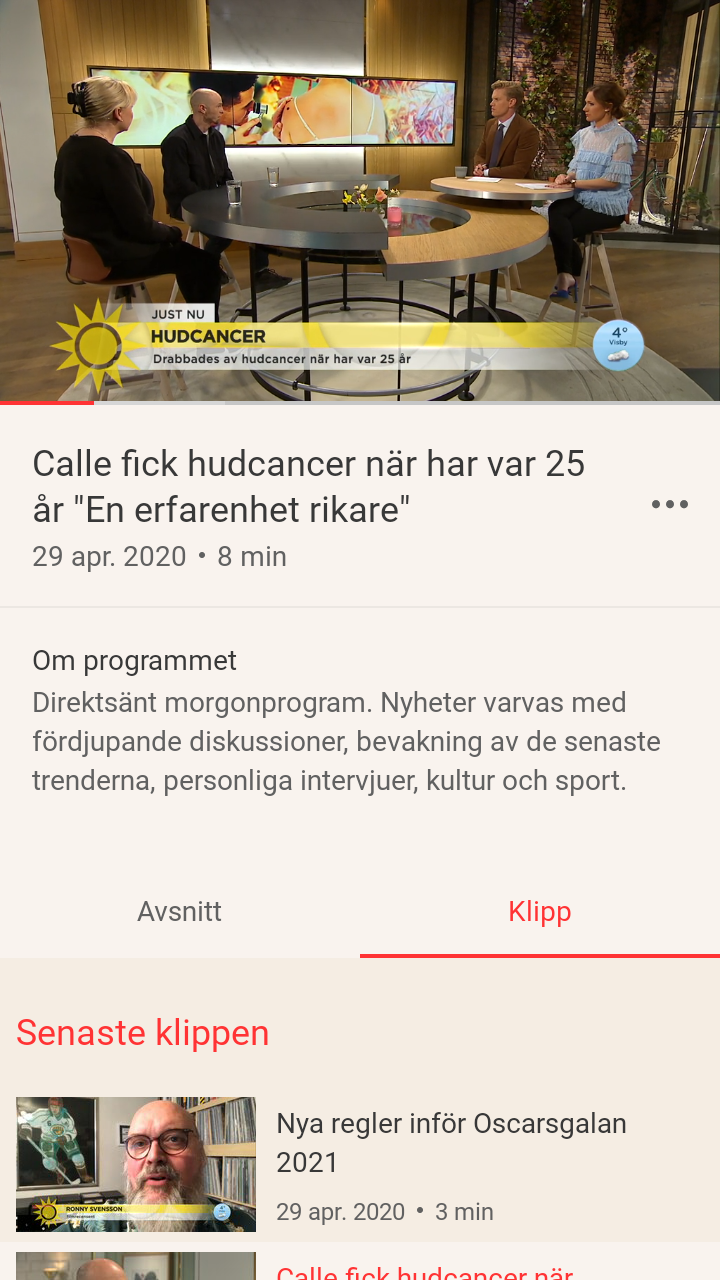 JUST NU
HUDCANCER
Drabbades av hudcancer när har var 25 år
4°
Visby
Calle fick hudcancer när har var 25
år "En erfarenhet rikare"
29 apr. 2020 • 8 min
Om programmet
Direktsänt morgonprogram. Nyheter varvas med
fördjupande diskussioner, bevakning av de senaste
trenderna, personliga intervjuer, kultur och sport.
Avsnitt
Klipp
Senaste klippen
Nya regler inför Oscarsgalan
2021
RONNY SVENSSON
29 apr. 2020 • 3 min
Calle fick hudcancer när